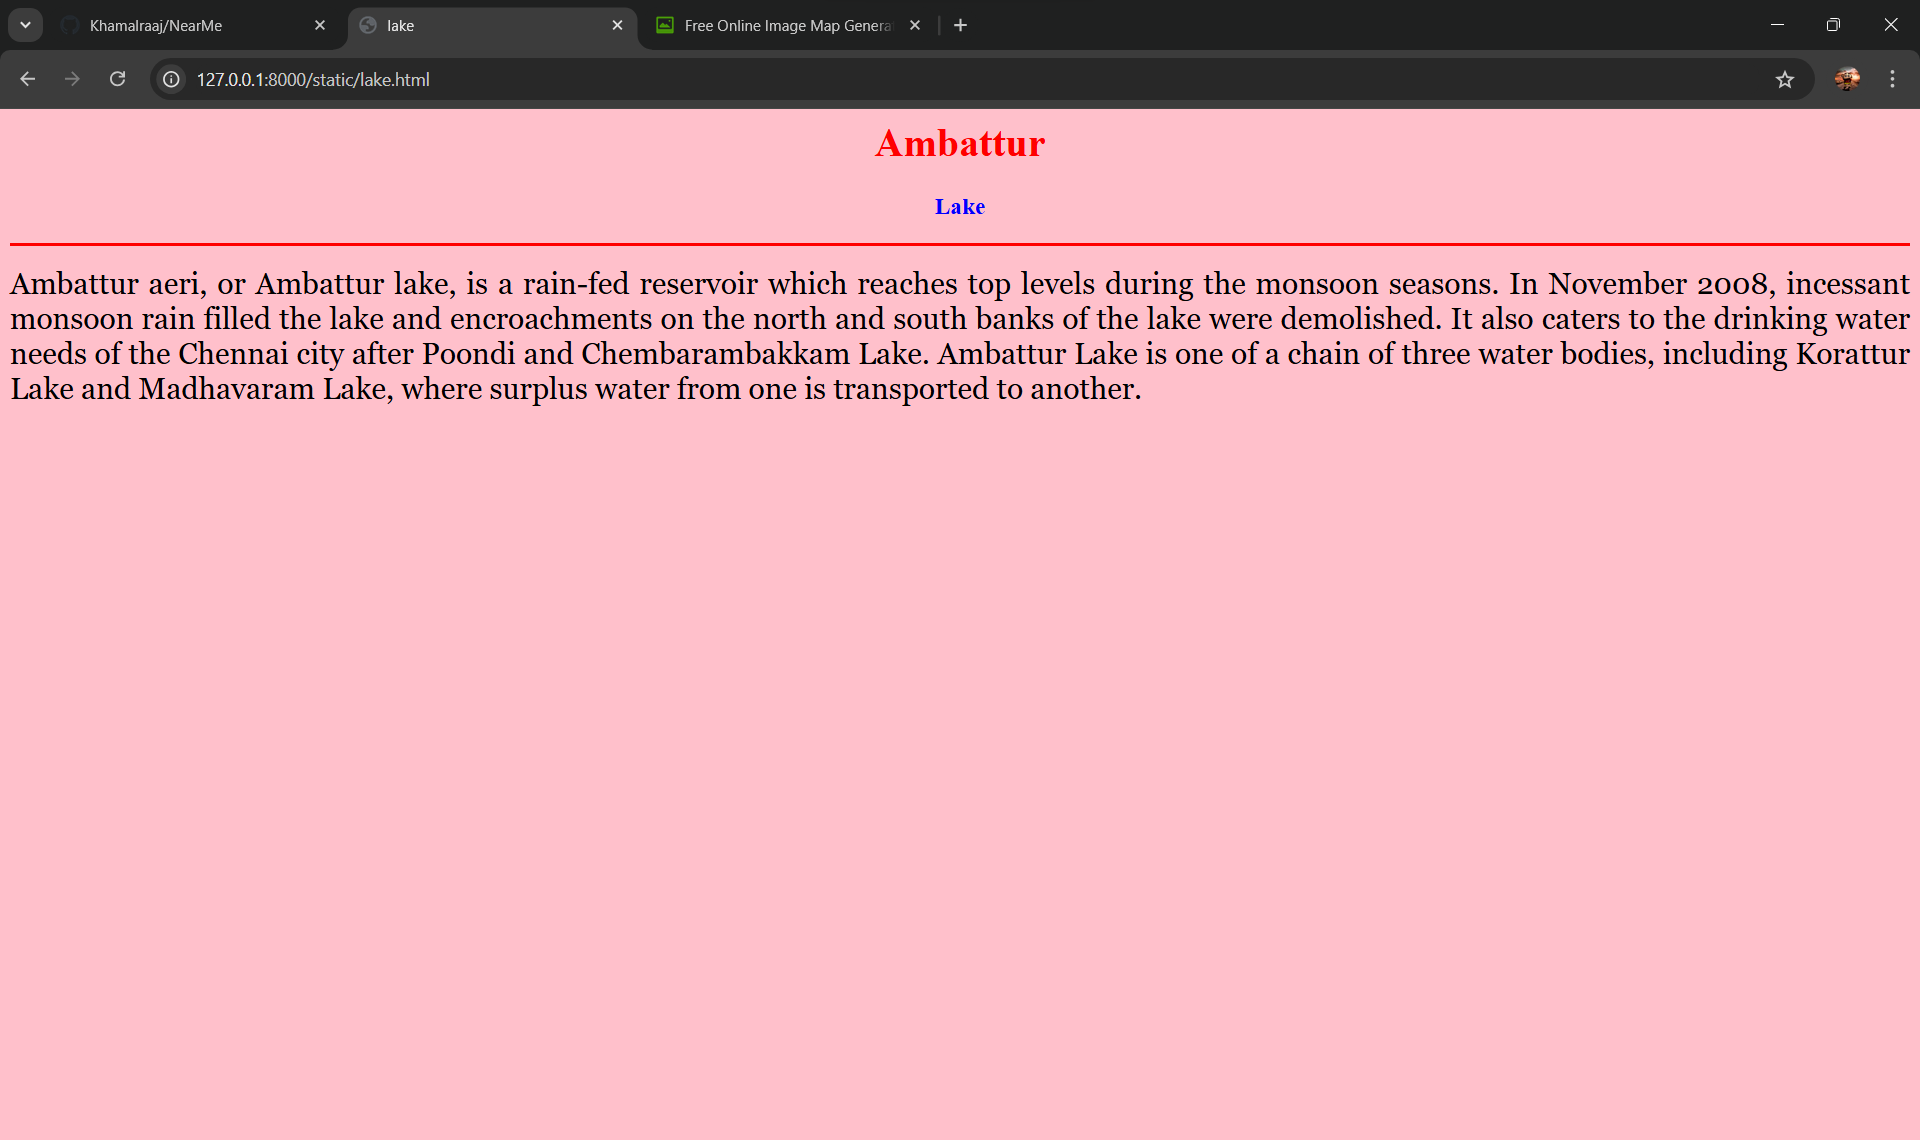 Khamalraaj/NearMe
lake
Free Online Image Map Genera
127.0.0.1:8000/static/lake.html
Ambattur
Lake
Ambattur aeri, or Ambattur lake, is a rain-fed reservoir which reaches top levels during the monsoon seasons. In November 2008, incessant
monsoon rain filled the lake and encroachments on the north and south banks of the lake were demolished. It also caters to the drinking water
needs of the Chennai city after Poondi and Chembarambakkam Lake. Ambattur Lake is one of a chain of three water bodies, including Korattur
Lake and Madhavaram Lake, where surplus water from one is transported to another.